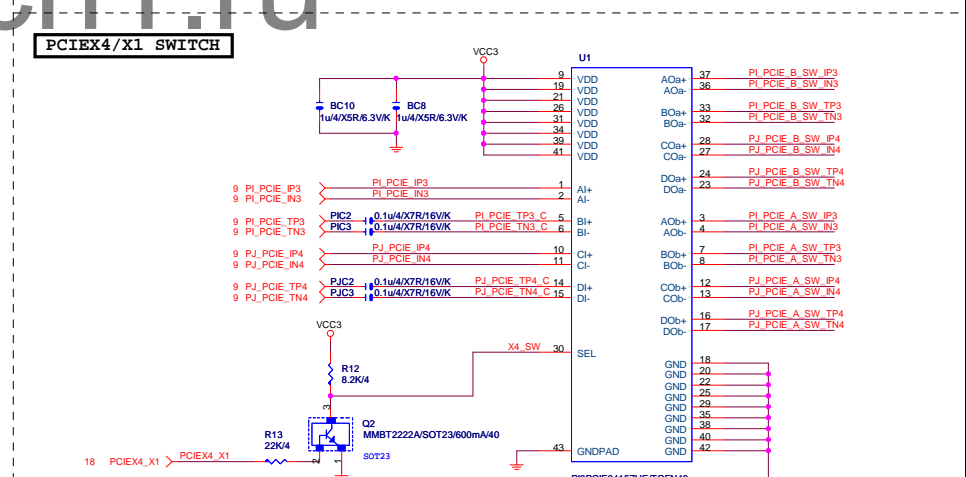 PCIEX4/X1 SWITCH
VCC3
U1
BC10
1u/4/X5R/6.3V/K
BC8
1u/4/X5R/6.3V/K
9 VDD
19 VDD
21 VDD
26 VDD
31 VDD
34 VDD
39 VDD
41 VDD
AOa+ 37 PI_PCIE_B_SW_IP3
AOa- 36 PI_PCIE_B_SW_IN3
BOa+ 33 PI_PCIE_B_SW_TP3
BOa- 32 PI_PCIE_B_SW_TN3
COa+ 28 PJ_PCIE_B_SW_IP4
COa- 27 PJ_PCIE_B_SW_IN4
DOa+ 24 PJ_PCIE_B_SW_TP4
DOa- 23 PJ_PCIE_B_SW_TN4
9 PI_PCIE_IP3 PI_PCIE_IP3 1 AI+
9 PI_PCIE_IN3 PI_PCIE_IN3 2 AI-
9 PI_PCIE_TP3 PIC2 0.1u/4/X7R/16V/K PI_PCIE_TP3_C 5 BI+
9 PI_PCIE_TN3 PIC3 0.1u/4/X7R/16V/K PI_PCIE_TN3_C 6 BI-
9 PJ_PCIE_IP4 PJ_PCIE_IP4 10 CI+
9 PJ_PCIE_IN4 PJ_PCIE_IN4 11 CI-
9 PJ_PCIE_TP4 PJC2 0.1u/4/X7R/16V/K PJ_PCIE_TP4_C 14 DI+
9 PJ_PCIE_TN4 PJC3 0.1u/4/X7R/16V/K PJ_PCIE_TN4_C 15 DI-
AOb+ 3 PI_PCIE_A_SW_IP3
AOb- 4 PI_PCIE_A_SW_IN3
BOb+ 7 PI_PCIE_A_SW_TP3
BOb- 8 PI_PCIE_A_SW_TN3
COb+ 12 PJ_PCIE_A_SW_IP4
COb- 13 PJ_PCIE_A_SW_IN4
DOb+ 16 PJ_PCIE_A_SW_TP4
DOb- 17 PJ_PCIE_A_SW_TN4
VCC3
X4_SW 30 SEL
R12
8.2K/4
GND 18
GND 20
GND 22
GND 25
GND 29
GND 35
GND 38
GND 40
GND 42
43 GNDPAD
3
Q2
MMBT2222A/SOT23/600mA/40
SOT23
2
1
R13
22K/4
18 PCIEX4_X1 PCIEX4_X1